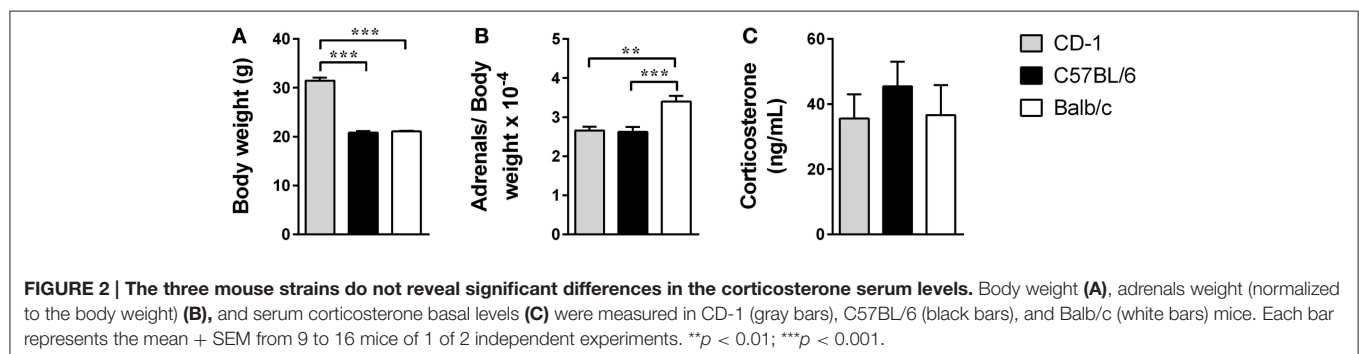 A
Body weight (g)
40
30
20
10
0
***
***
B
Adrenals/ Body
weight x 10-4
5
4
3
2
1
0
**
***
C
Corticosterone
(ng/mL)
60
40
20
0
CD-1
C57BL/6
Balb/c
FIGURE 2 | The three mouse strains do not reveal significant differences in the corticosterone serum levels. Body weight (A), adrenals weight (normalized
to the body weight) (B), and serum corticosterone basal levels (C) were measured in CD-1 (gray bars), C57BL/6 (black bars), and Balb/c (white bars) mice. Each bar
represents the mean + SEM from 9 to 16 mice of 1 of 2 independent experiments. **p < 0.01; ***p < 0.001.